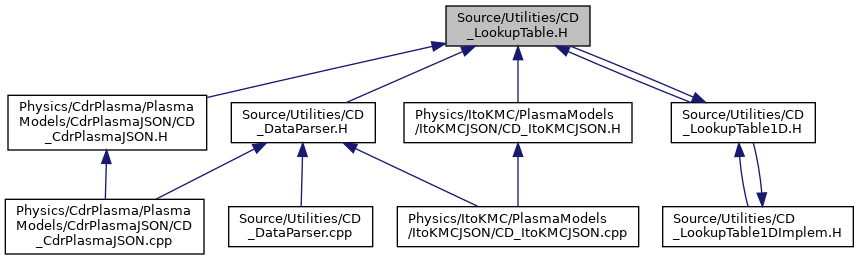 Source/Utilities/CD
_LookupTable.H
Physics/CdrPlasma/Plasma
Models/CdrPlasmaJSON/CD
_CdrPlasmaJSON.H
Source/Utilities/CD
_DataParser.H
Physics/ItoKMC/PlasmaModels
/ItoKMCJSON/CD_ItoKMCJSON.H
Source/Utilities/CD
_LookupTable1D.H
Physics/CdrPlasma/Plasma
Models/CdrPlasmaJSON/CD
_CdrPlasmaJSON.cpp
Source/Utilities/CD
_DataParser.cpp
Physics/ItoKMC/PlasmaModels
/ItoKMCJSON/CD_ItoKMCJSON.cpp
Source/Utilities/CD
_LookupTable1DImplem.H